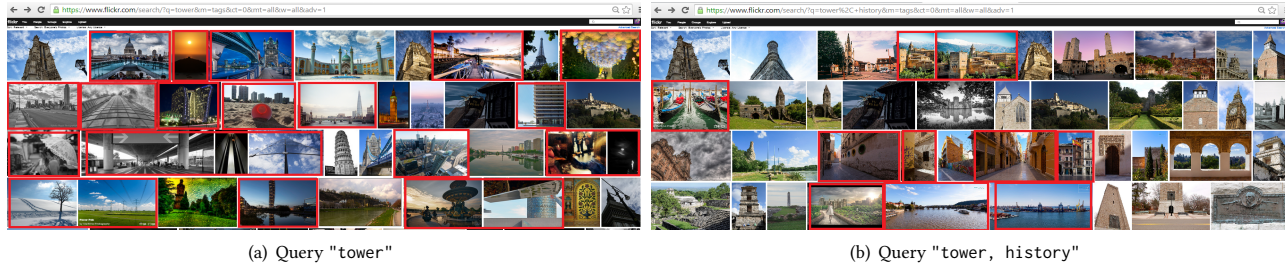 https://www.flickr.com/search/?q=tower&m=tags&ct=0&mt=all&w=all&adv=1
https://www.flickr.com/search/?q=tower%2C+history&m=tags&ct=0&mt=all&w=all&adv=1
(a) Query "tower"
(b) Query "tower, history"